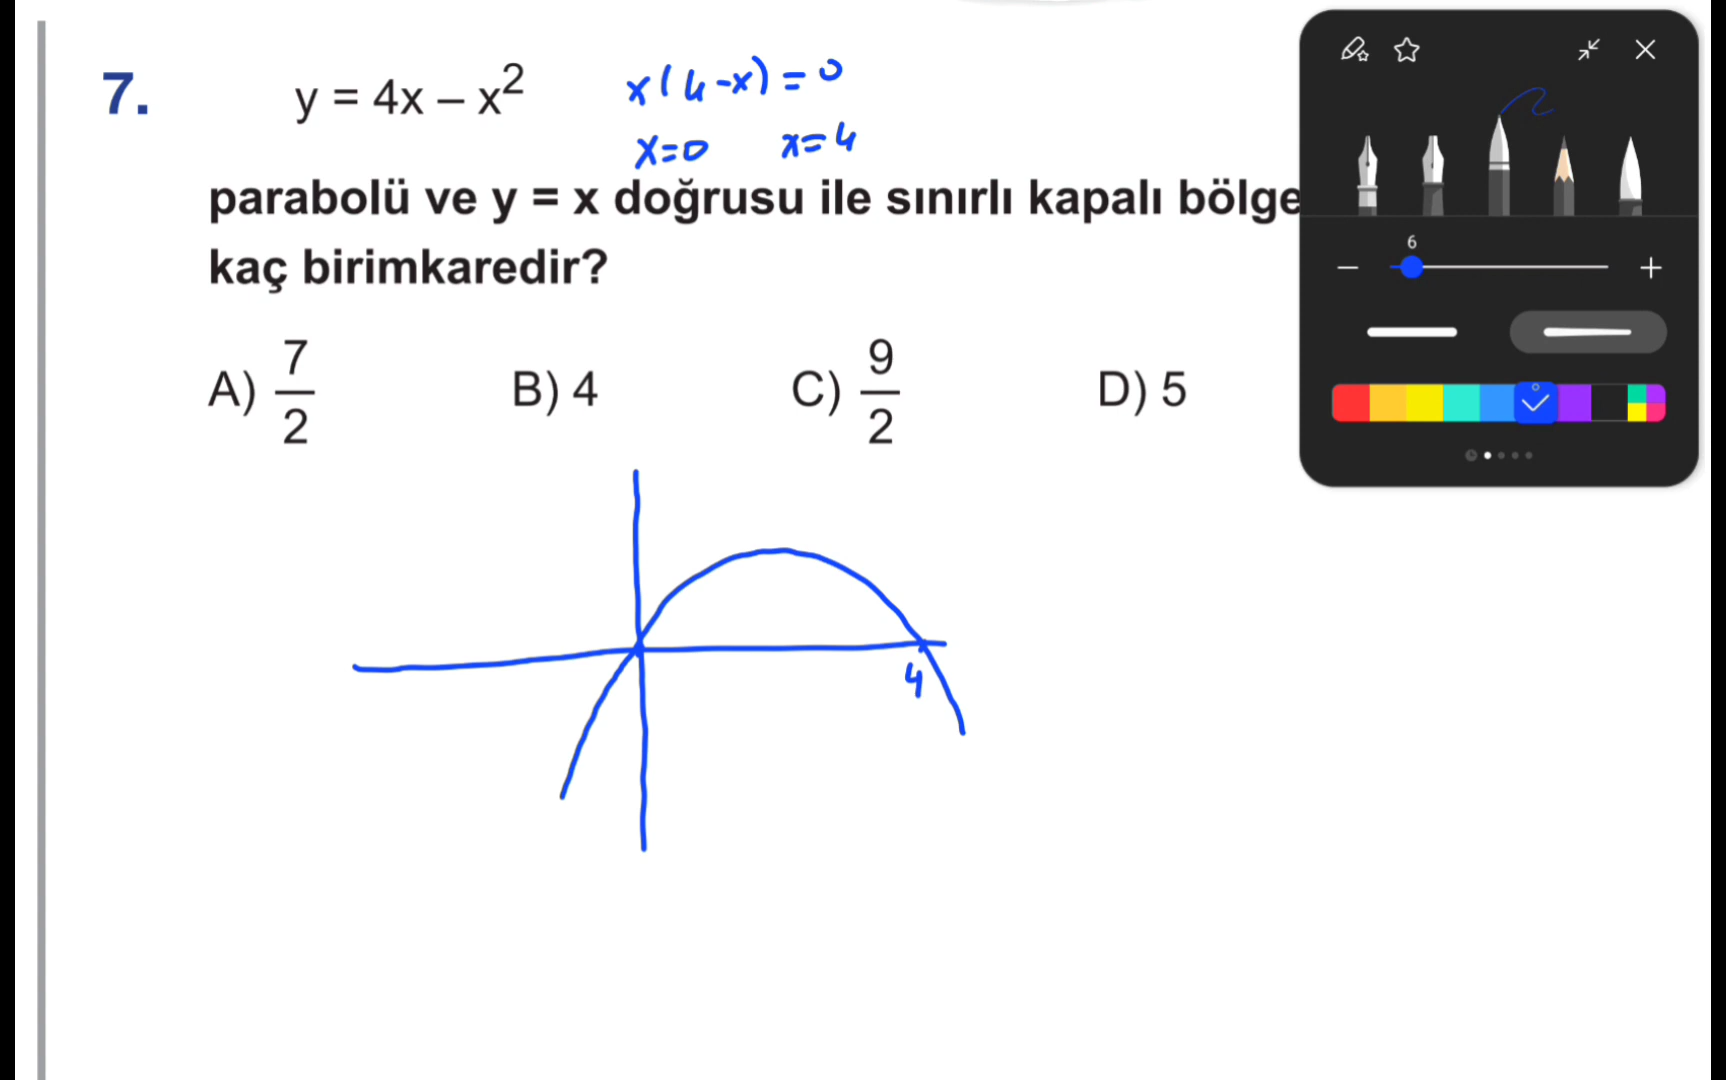 7. y = 4x – x² x(4-x) = 0
x=0 x=4
parabolü ve y = x doğrusu ile sınırlı kapalı bölge
kaç birimkaredir?
A) 7/2 B) 4 C) 9/2 D) 5
4
6